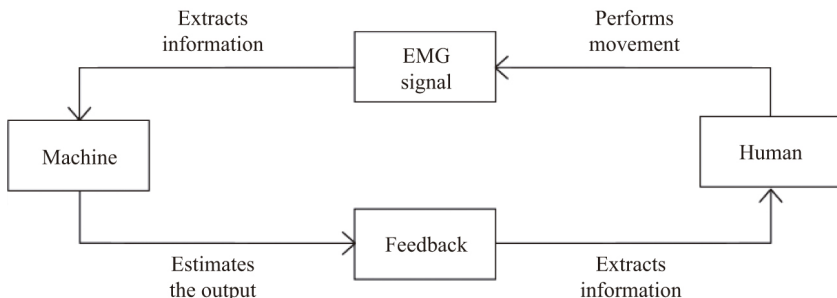 Extracts
information
Performs
movement
EMG
signal
Machine
Human
Feedback
Estimates
the output
Extracts
information